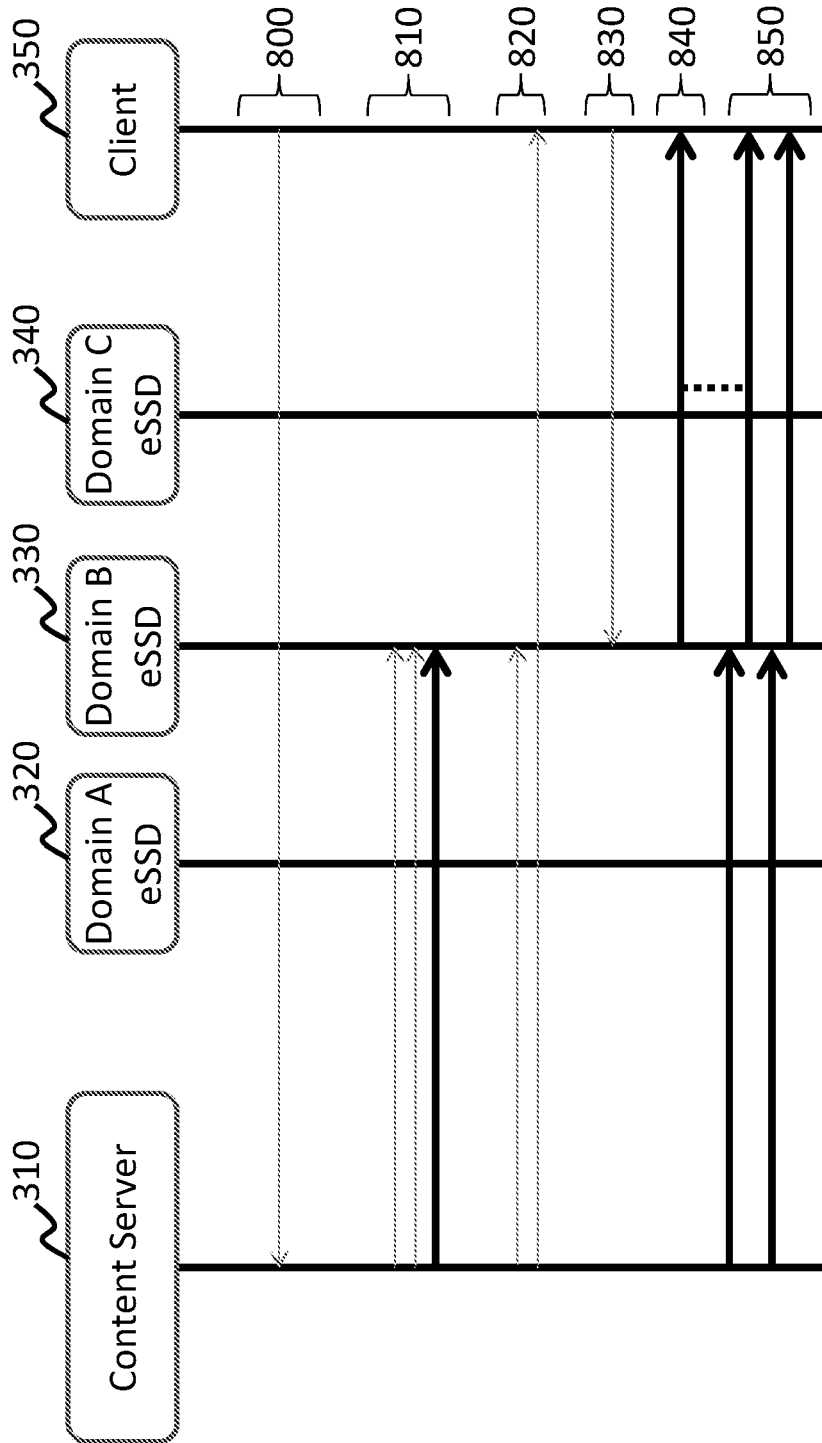 310
Content Server
320
Domain A
eSSD
330
Domain B
eSSD
340
Domain C
eSSD
350
Client
800
810
820
830
840
850